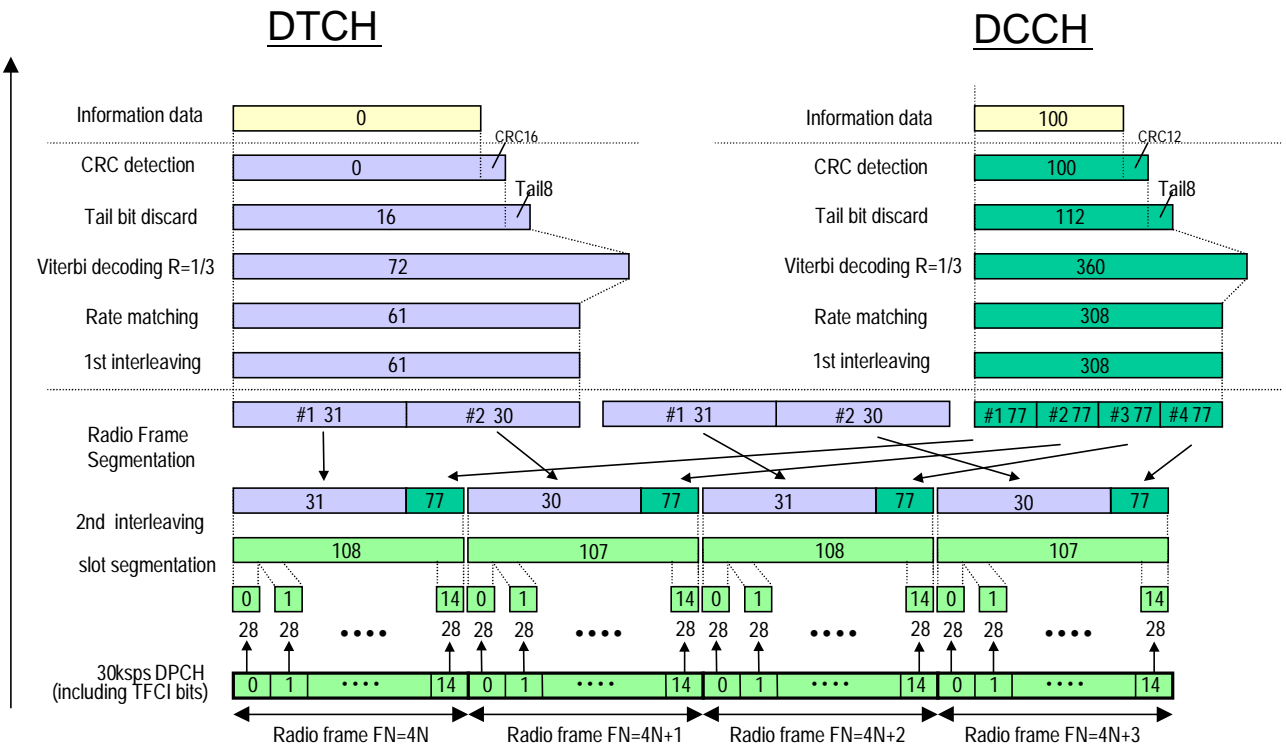 DTCH DCCH
Information data 0 Information data 100
CRC16 CRC12
CRC detection 0 CRC detection 100
Tail8 Tail8
Tail bit discard 16 Tail bit discard 112
Viterbi decoding R=1/3 72 Viterbi decoding R=1/3 360
Rate matching 61 Rate matching 308
1st interleaving 61 1st interleaving 308
#1 31 #2 30 #1 31 #2 30 #1 77 #2 77 #3 77 #4 77
Radio Frame
Segmentation
31 77 30 77 31 77 30 77
2nd interleaving
108 107 108 107
slot segmentation
0 1 14 0 1 14 0 1 14 0 1 14
28 28 •••• 28 28 28 •••• 28 28 28 •••• 28 28 28 •••• 28
30ksps DPCH
(including TFCI bits)
0 1 •••• 14 0 1 •••• 14 0 1 •••• 14 0 1 •••• 14
Radio frame FN=4N Radio frame FN=4N+1 Radio frame FN=4N+2 Radio frame FN=4N+3